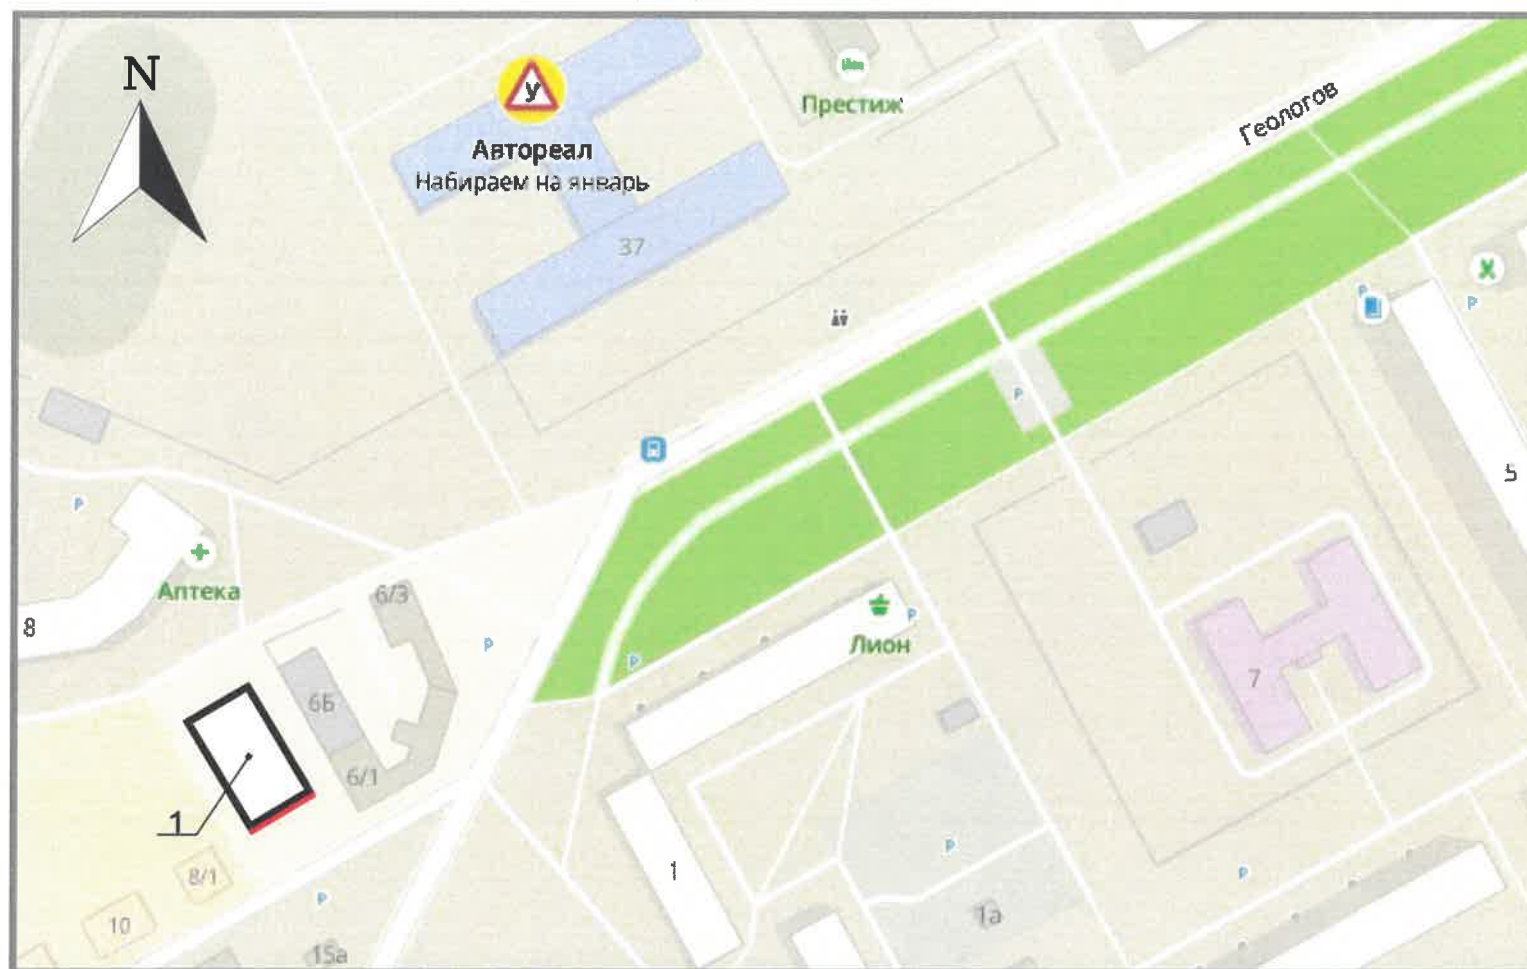 N
У
Автореал
Набираем на январь
37
Престиж
Геологов
P
P
P
5
P
P
Аптека
8
6/3
P
P
P
Лион
6Б
6/1
7
1
1
8/1
10
P
15а
P
1а
P